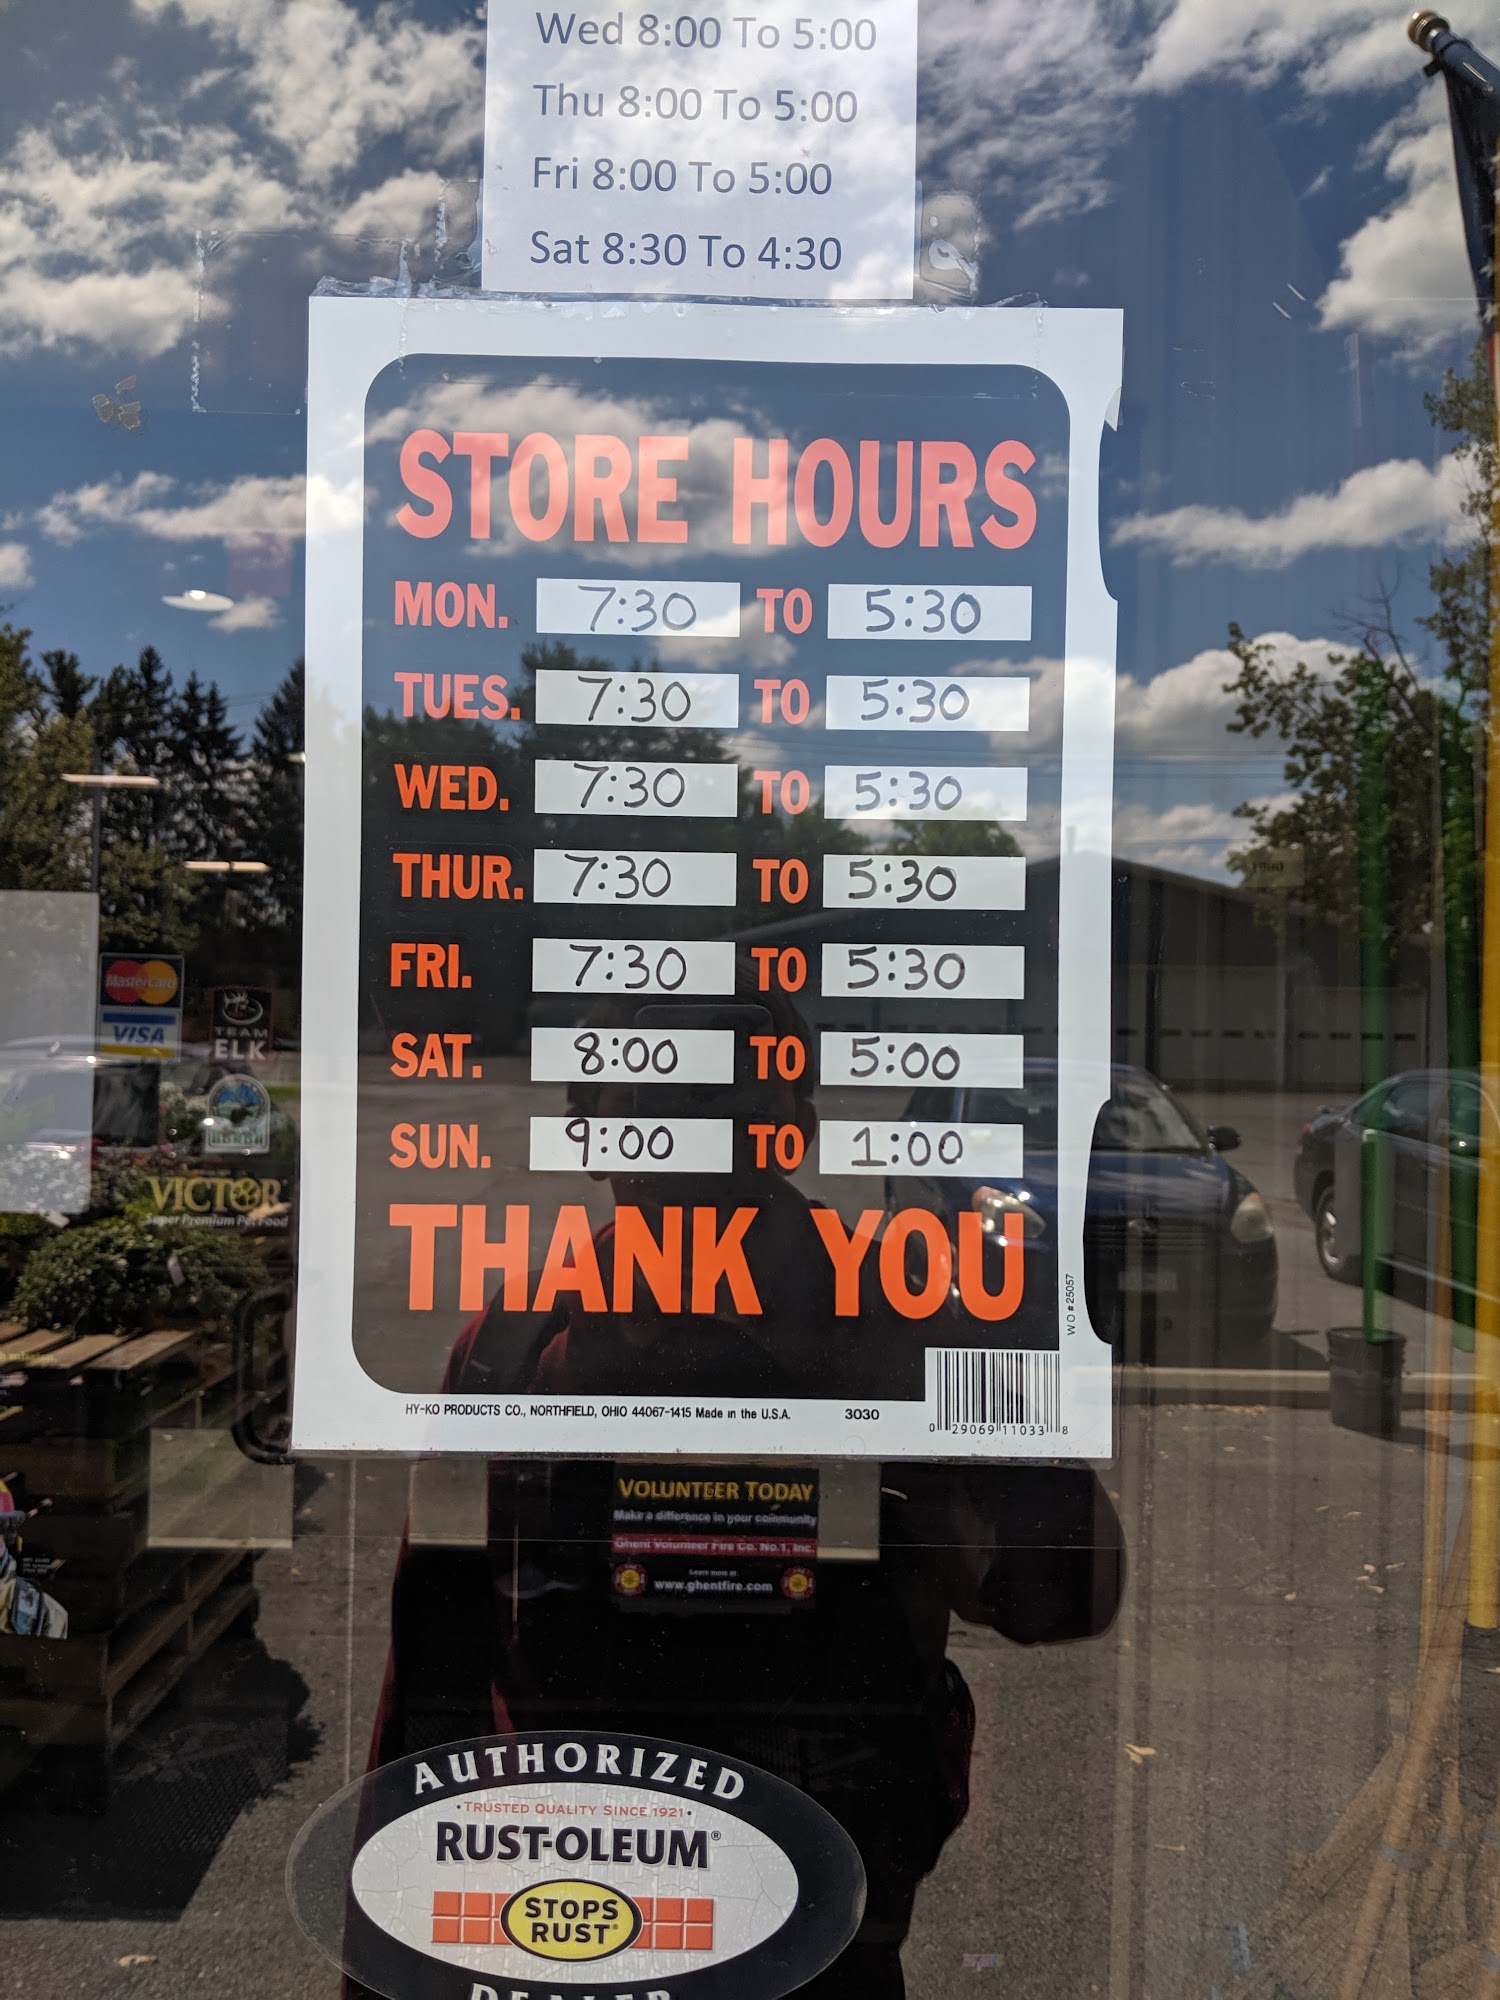 Wed 8:00 To 5:00
Thu 8:00 To 5:00
Fri 8:00 To 5:00
Sat 8:30 To 4:30
STORE HOURS
MON. 7:30 TO 5:30
TUES. 7:30 TO 5:30
WED. 7:30 TO 5:30
THUR. 7:30 TO 5:30
FRI. 7:30 TO 5:30
SAT. 8:00 TO 5:00
SUN. 9:00 TO 1:00
THANK YOU
WO#25057
HY-KO PRODUCTS CO., NORTHFIELD, OHIO 44067-1415 Made in the U.S.A. 3030
0 29069 11033 8
MasterCard
VISA
TEAM
ELK
VICTOR
Super Premium Pet Food
VOLUNTEER TODAY
Make a difference in your community
Ghent Volunteer Fire Co. No.1, Inc.
Learn more at
www.ghentfire.com
AUTHORIZED
•TRUSTED QUALITY SINCE 1921•
RUST-OLEUM®
STOPS
RUST®
DEALER